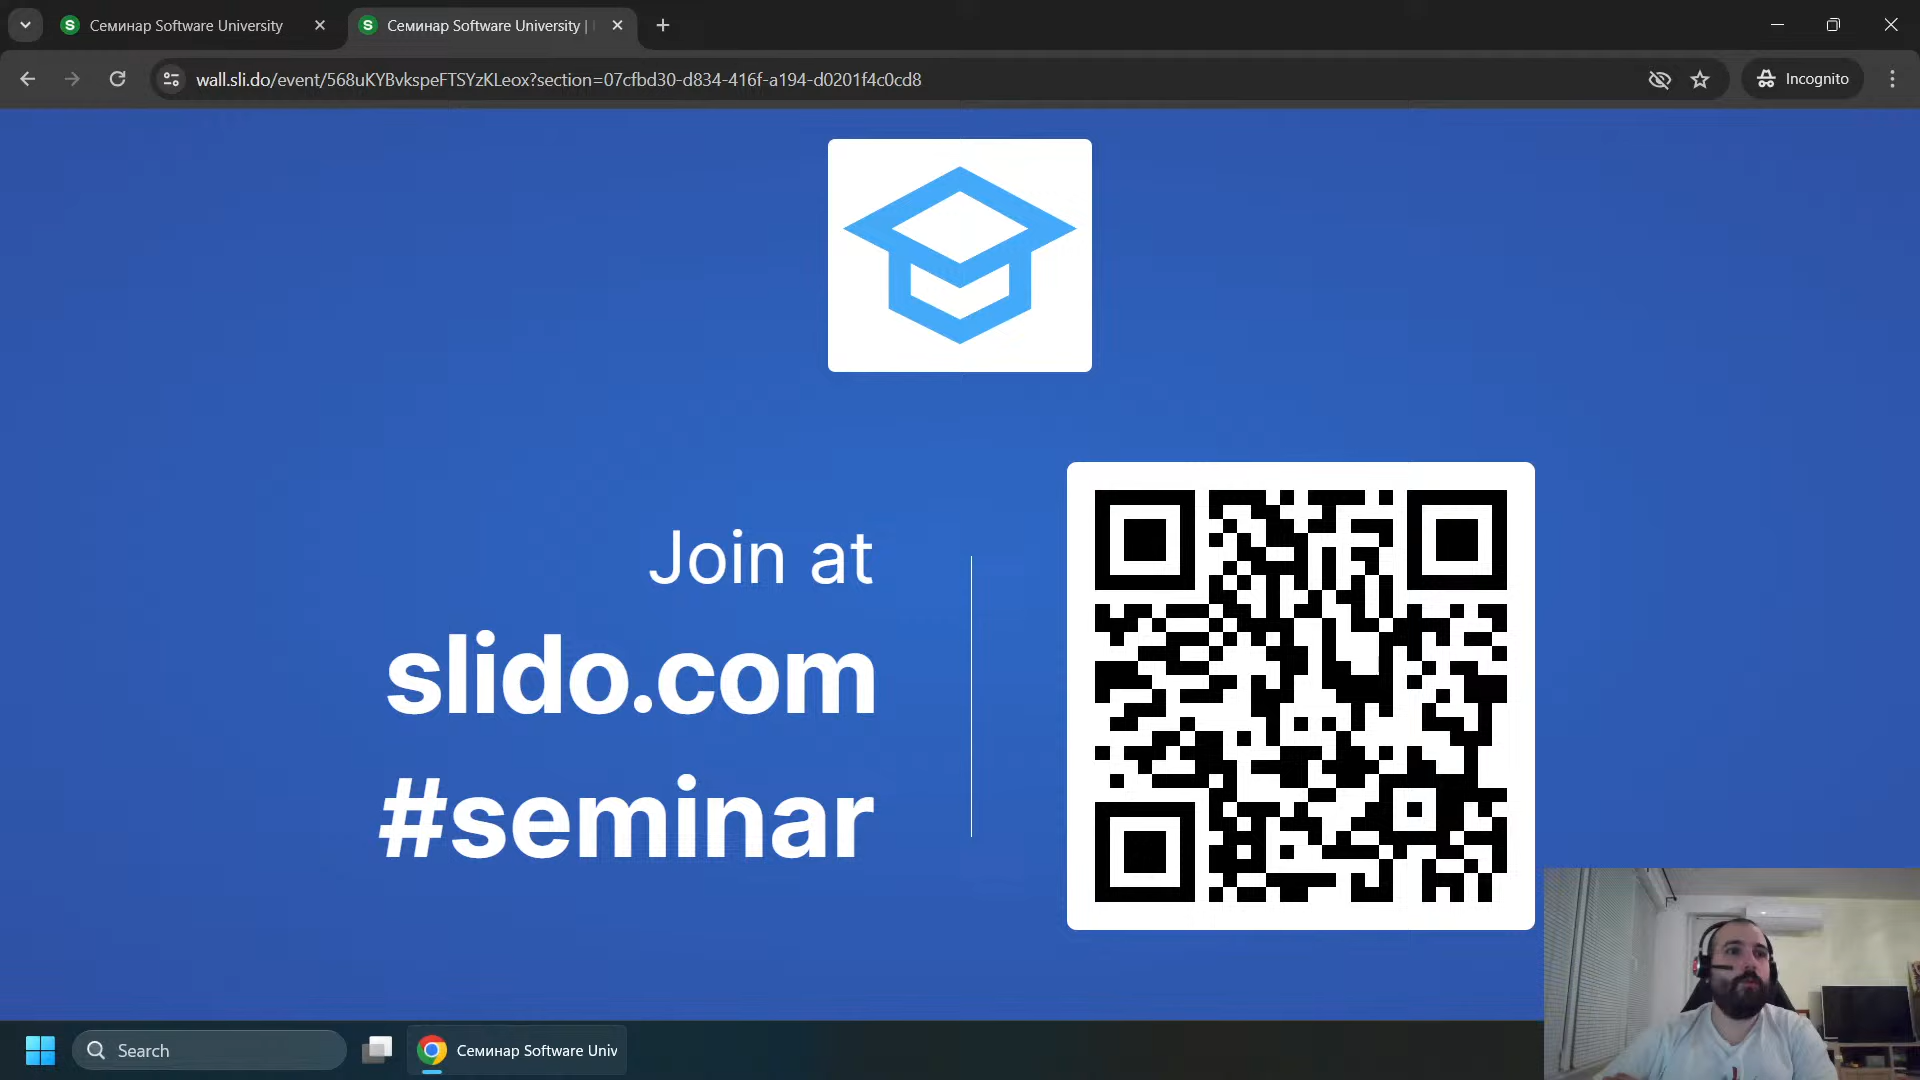 Семинар Software University
Семинар Software University |
wall.sli.do/event/568uKYBvkspeFTSYzKLeox?section=07cfbd30-d834-416f-a194-d0201f4c0cd8
Incognito
Join at
slido.com
#seminar
Search
Семинар Software Univ